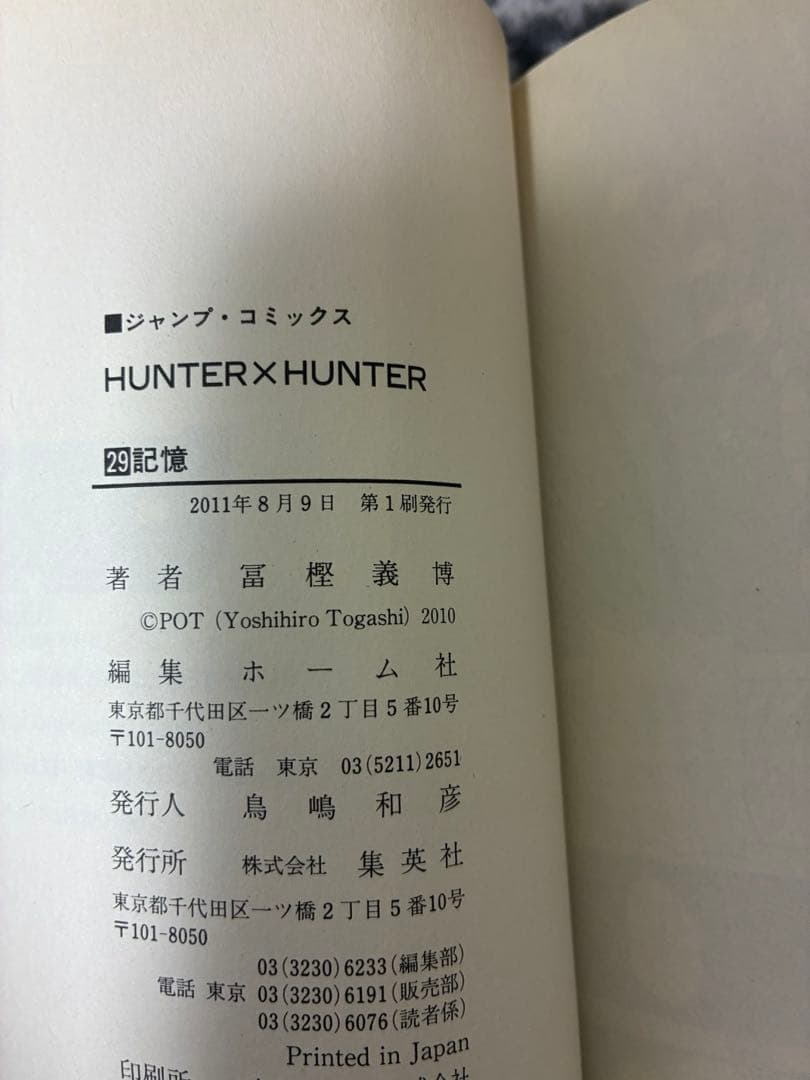 ■ジャンプ・コミックス
HUNTER×HUNTER
29記憶
2011年8月9日 第1刷発行
著者 冨樫義博
©POT (Yoshihiro Togashi) 2010
編集 ホーム社
東京都千代田区一ツ橋2丁目5番10号
〒101-8050
電話 東京 03(5211)2651
発行人 鳥嶋和彦
発行所 株式会社 集英社
東京都千代田区一ツ橋2丁目5番10号
〒101-8050
03(3230)6233(編集部)
電話 東京 03(3230)6191(販売部)
03(3230)6076(読者係)
Printed in Japan
印刷所 株式会社